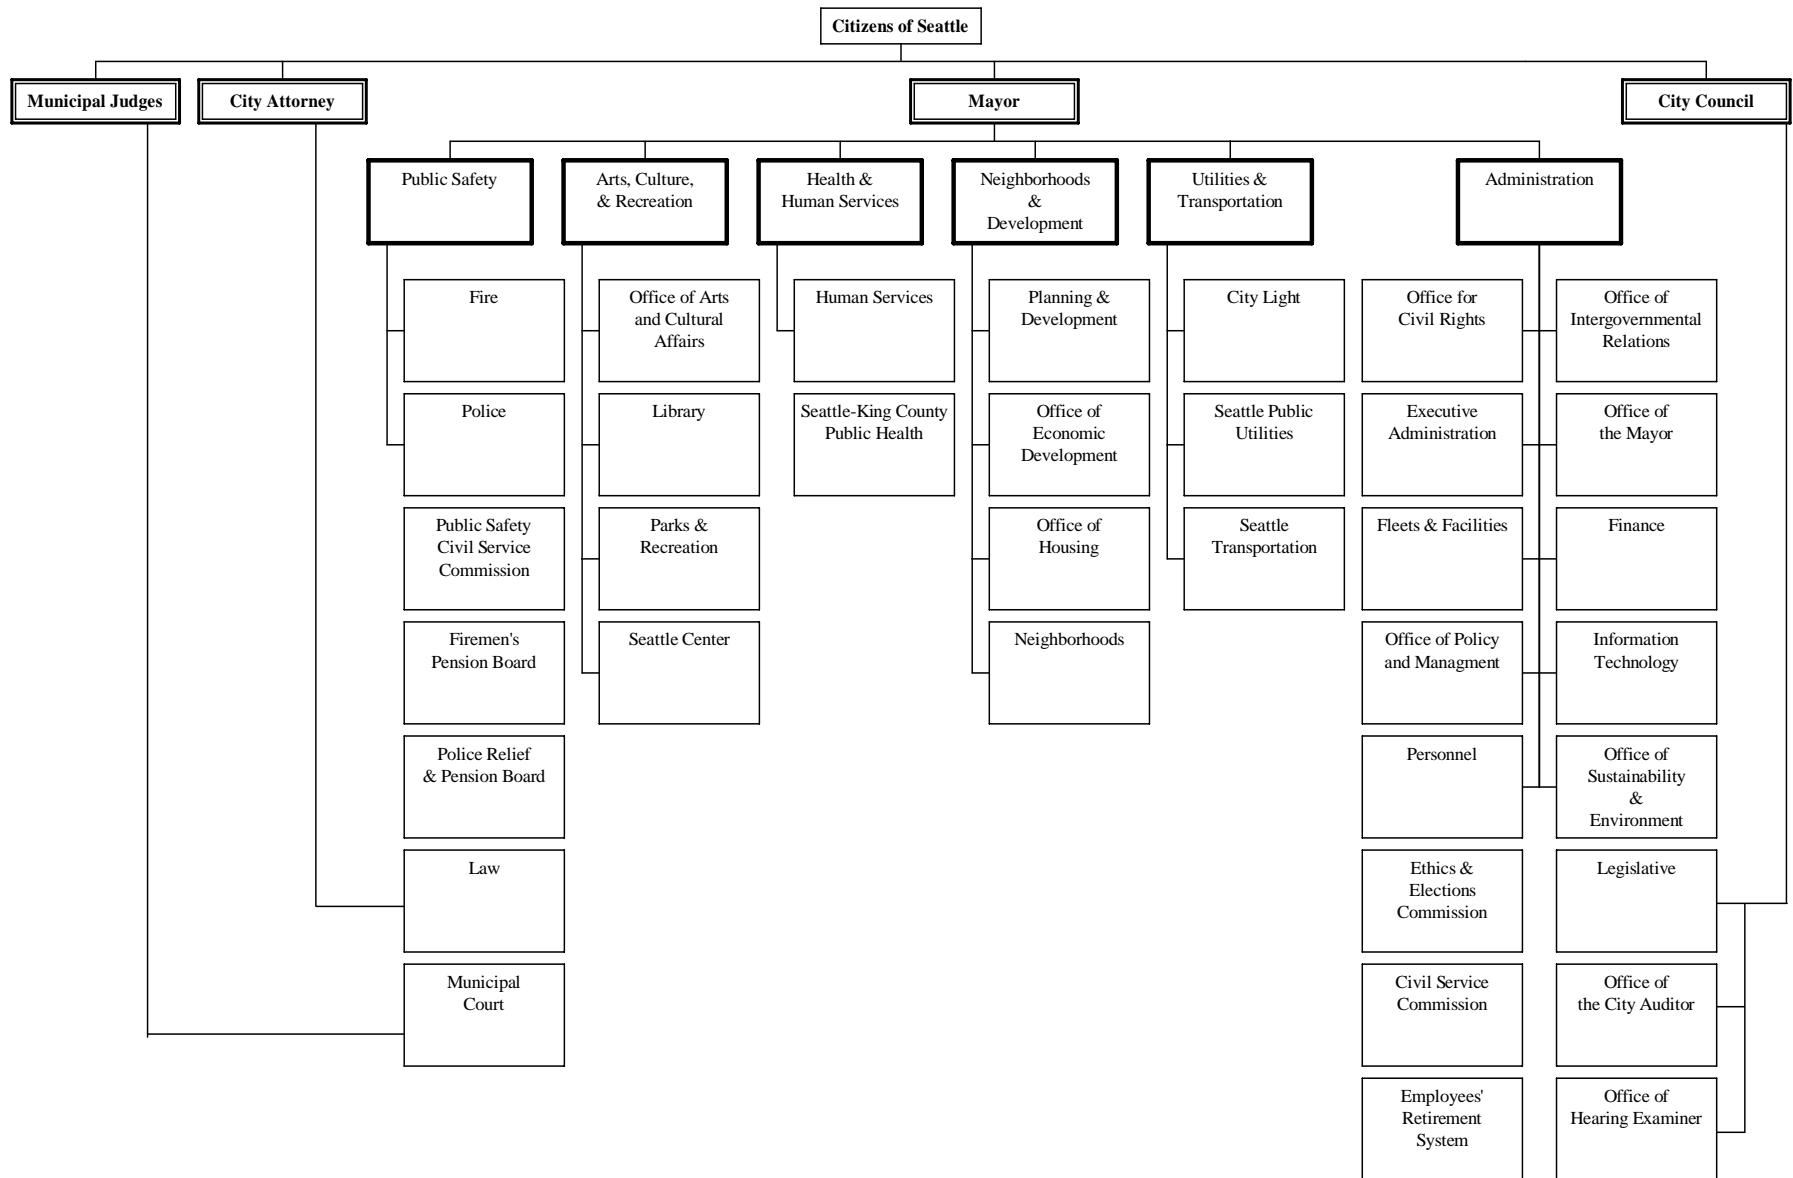 Citizens of Seattle
Municipal Judges
City Attorney
Mayor
City Council
Public Safety
Arts, Culture,
& Recreation
Health &
Human Services
Neighborhoods
&
Development
Utilities &
Transportation
Administration
Fire
Office of Arts
and Cultural
Affairs
Human Services
Planning &
Development
City Light
Office for
Civil Rights
Office of
Intergovernmental
Relations
Police
Library
Seattle-King County
Public Health
Office of
Economic
Development
Seattle Public
Utilities
Executive
Administration
Office of
the Mayor
Public Safety
Civil Service
Commission
Parks &
Recreation
Office of
Housing
Seattle
Transportation
Fleets & Facilities
Finance
Firemen's
Pension Board
Seattle Center
Neighborhoods
Office of Policy
and Managment
Information
Technology
Police Relief
& Pension Board
Personnel
Office of
Sustainability
&
Environment
Law
Ethics &
Elections
Commission
Legislative
Municipal
Court
Civil Service
Commission
Office of
the City Auditor
Employees'
Retirement
System
Office of
Hearing Examiner